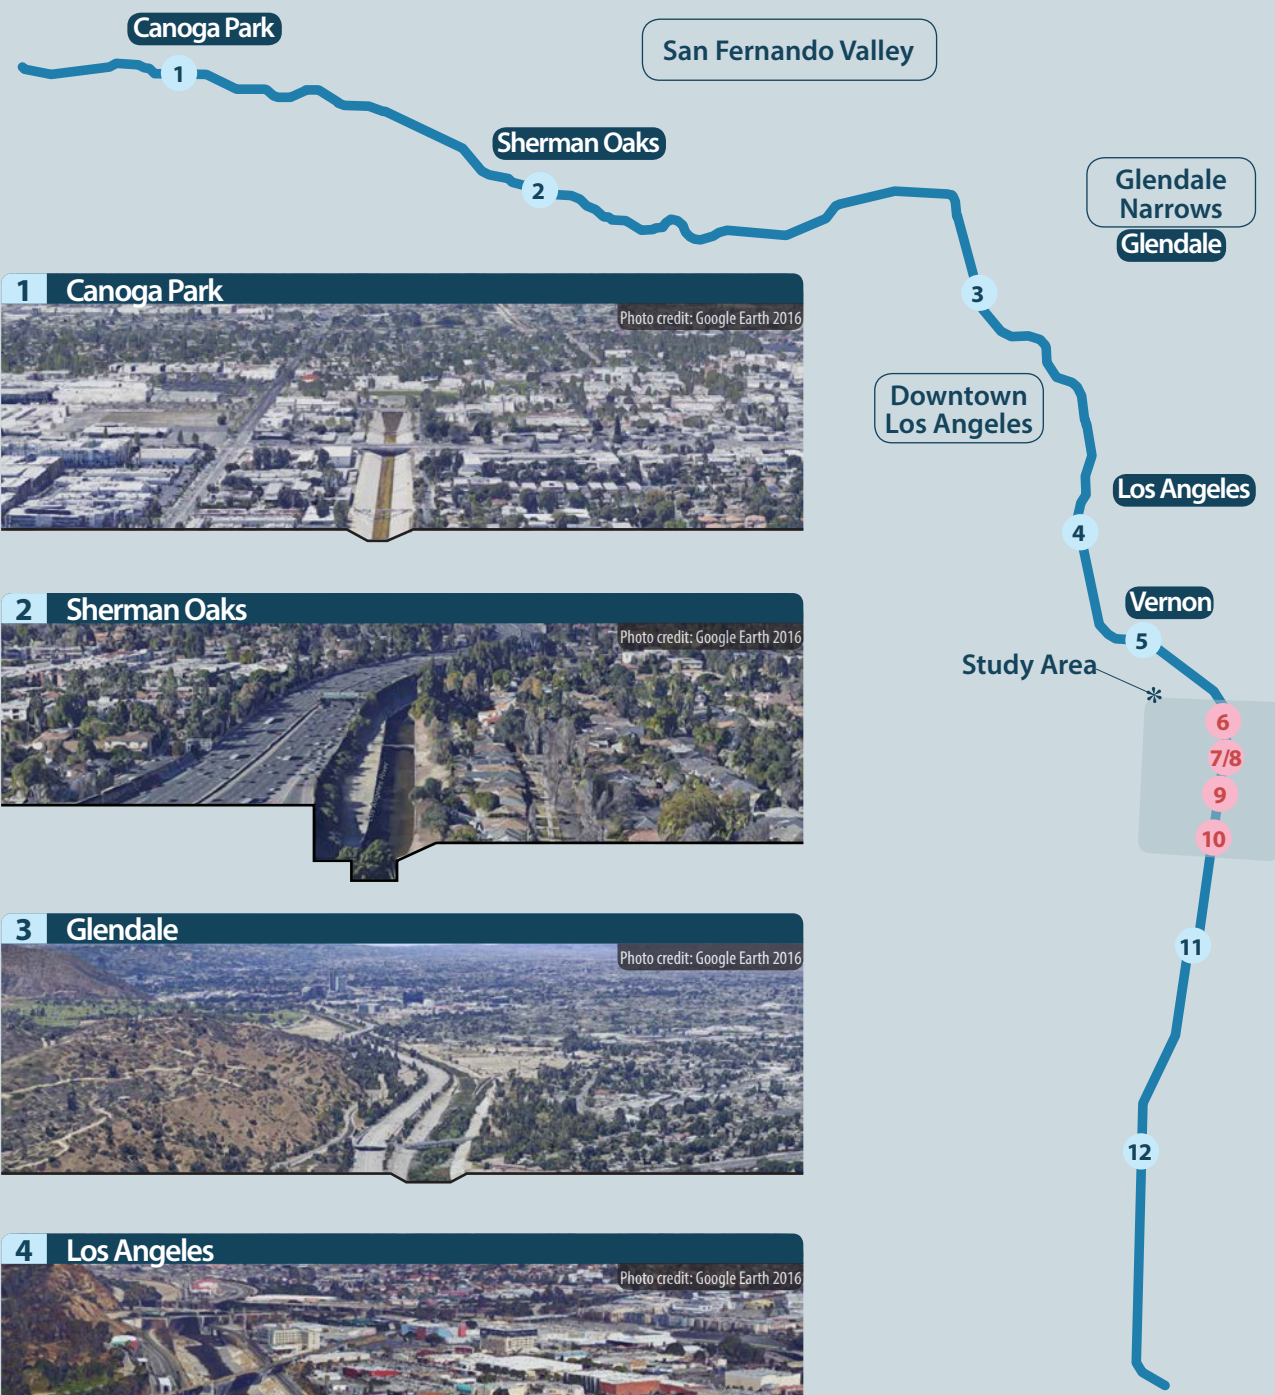 Canoga Park
San Fernando Valley
1
Sherman Oaks
2
Glendale
Narrows
Glendale
1 Canoga Park
Photo credit: Google Earth 2016
3
Downtown
Los Angeles
Los Angeles
4
2 Sherman Oaks
Photo credit: Google Earth 2016
Vernon
5
Study Area
*
6
7/8
9
10
3 Glendale
Photo credit: Google Earth 2016
11
12
4 Los Angeles
Photo credit: Google Earth 2016